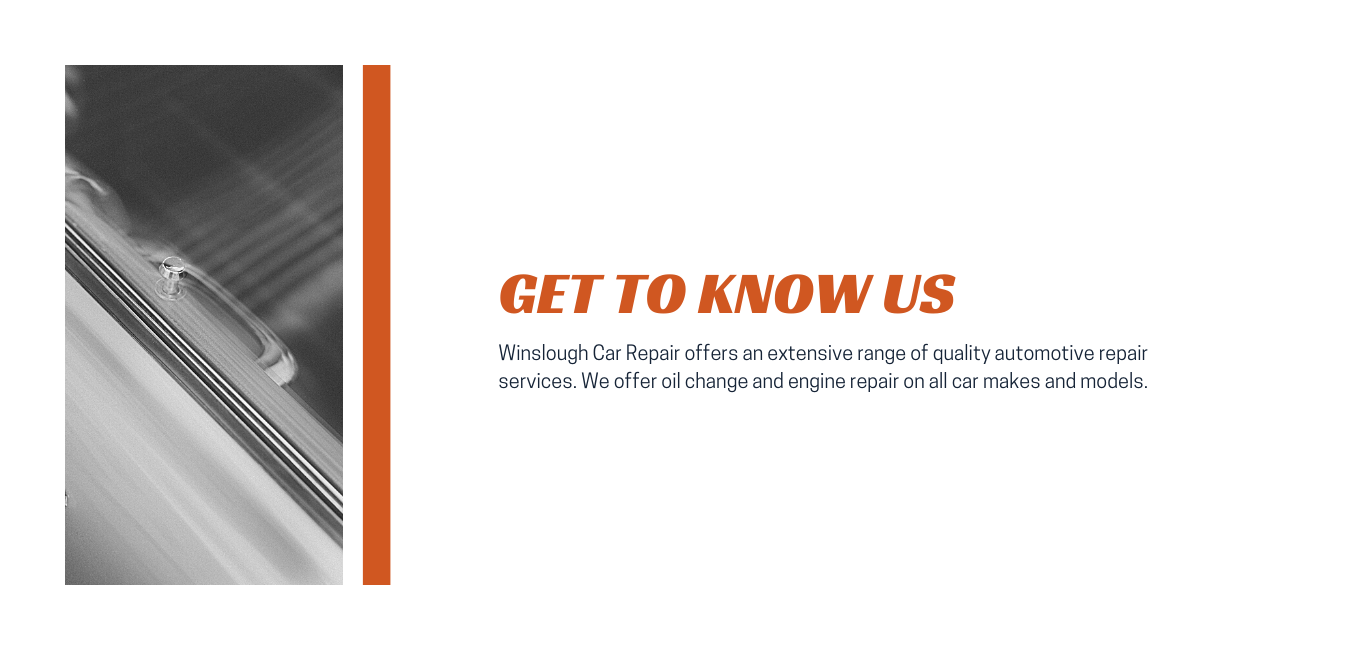 GET TO KNOW US
Winslough Car Repair offers an extensive range of quality automotive repair
services. We offer oil change and engine repair on all car makes and models.